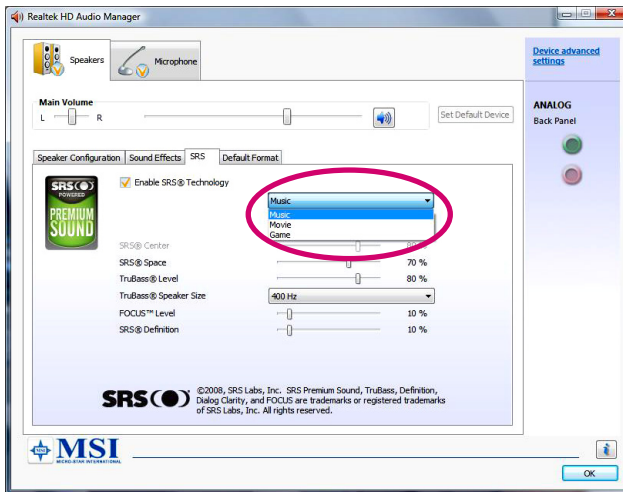 Realtek HD Audio Manager
Speakers
Microphone
Device advanced
settings
Main Volume
L
R
Set Default Device
ANALOG
Back Panel
Speaker Configuration
Sound Effects
SRS
Default Format
SRS
POWERED
PREMIUM
SOUND
Enable SRS® Technology
Music
Music
Movie
Game
SRS® Center
SRS® Space
70 %
TruBass® Level
80 %
TruBass® Speaker Size
400 Hz
FOCUS™ Level
10 %
SRS® Definition
10 %
SRS
©2008, SRS Labs, Inc. SRS Premium Sound, TruBass, Definition,
Dialog Clarity, and FOCUS are trademarks or registered trademarks
of SRS Labs, Inc. All rights reserved.
msi
MSI
MICRO-STAR INTERNATIONAL
i
OK